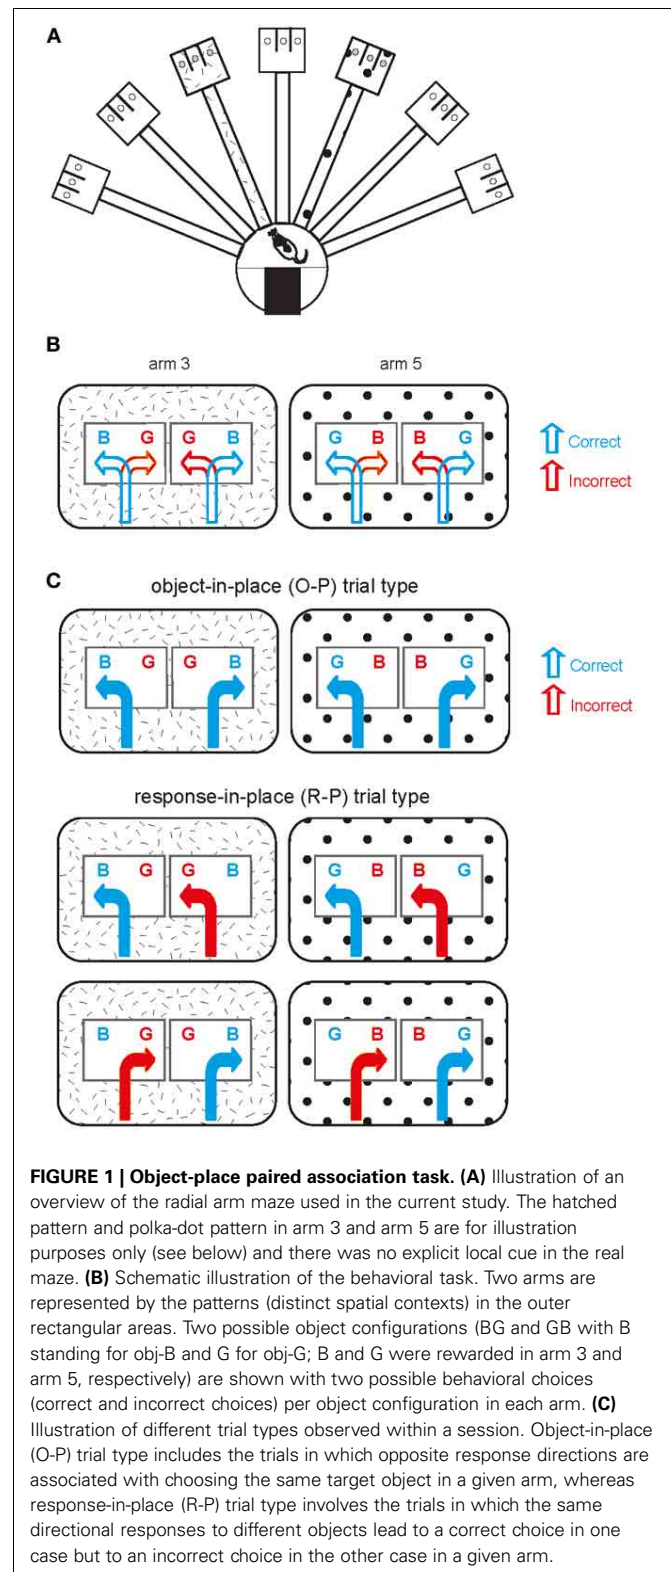 A
B
arm 3 arm 5
B G G B G B B G
Correct
Incorrect
C
object-in-place (O-P) trial type
B G G B G B B G
Correct
Incorrect
response-in-place (R-P) trial type
B G G B G B B G
B G G B G B B G
FIGURE 1 | Object-place paired association task. (A) Illustration of an
overview of the radial arm maze used in the current study. The hatched
pattern and polka-dot pattern in arm 3 and arm 5 are for illustration
purposes only (see below) and there was no explicit local cue in the real
maze. (B) Schematic illustration of the behavioral task. Two arms are
represented by the patterns (distinct spatial contexts) in the outer
rectangular areas. Two possible object configurations (BG and GB with B
standing for obj-B and G for obj-G; B and G were rewarded in arm 3 and
arm 5, respectively) are shown with two possible behavioral choices
(correct and incorrect choices) per object configuration in each arm. (C)
Illustration of different trial types observed within a session. Object-in-place
(O-P) trial type includes the trials in which opposite response directions are
associated with choosing the same target object in a given arm, whereas
response-in-place (R-P) trial type involves the trials in which the same
directional responses to different objects lead to a correct choice in one
case but to an incorrect choice in the other case in a given arm.